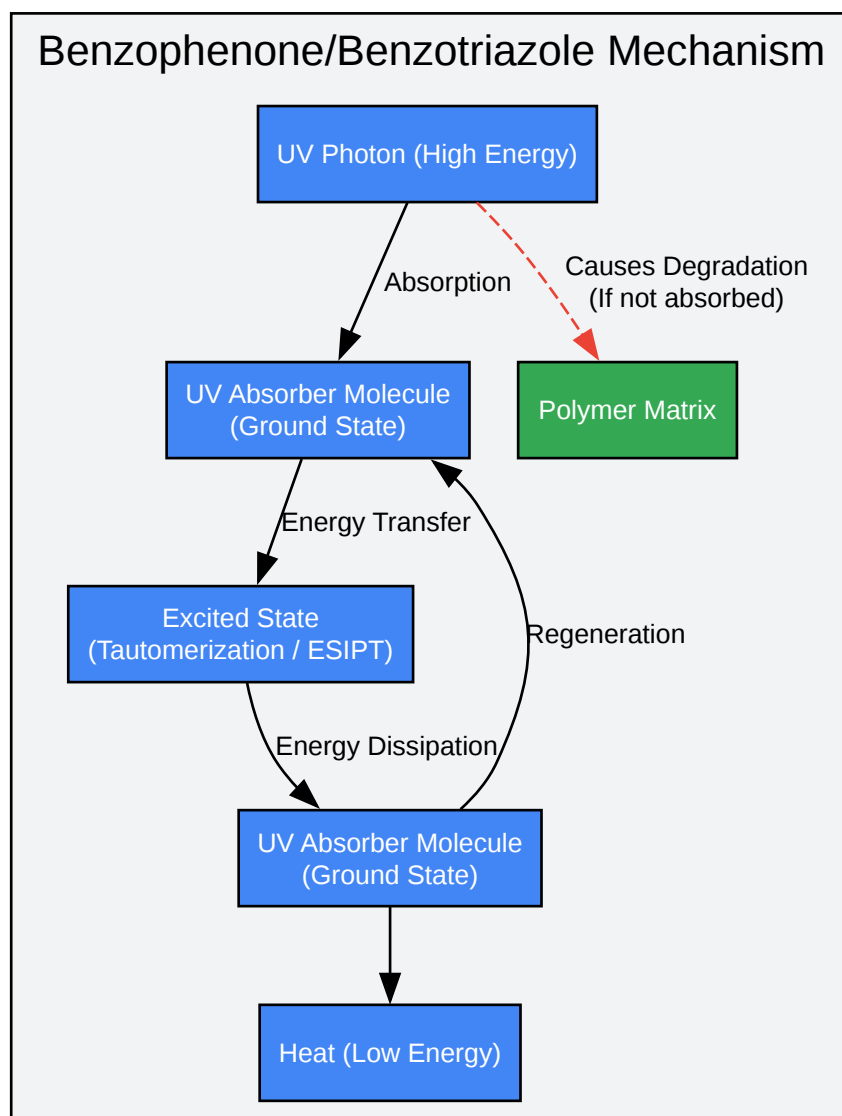 Benzophenone/Benzotriazole Mechanism
UV Photon (High Energy)
Absorption
Causes Degradation
(If not absorbed)
UV Absorber Molecule
(Ground State)
Polymer Matrix
Energy Transfer
Excited State
(Tautomerization / ESIPT)
Regeneration
Energy Dissipation
UV Absorber Molecule
(Ground State)
Heat (Low Energy)